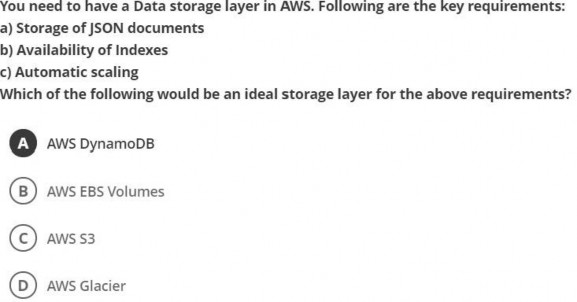 You need to have a Data storage layer in AWS. Following are the key requirements:
a) Storage of JSON documents
b) Availability of Indexes
c) Automatic scaling
Which of the following would be an ideal storage layer for the above requirements?
A AWS DynamoDB
B AWS EBS Volumes
C AWS S3
D AWS Glacier